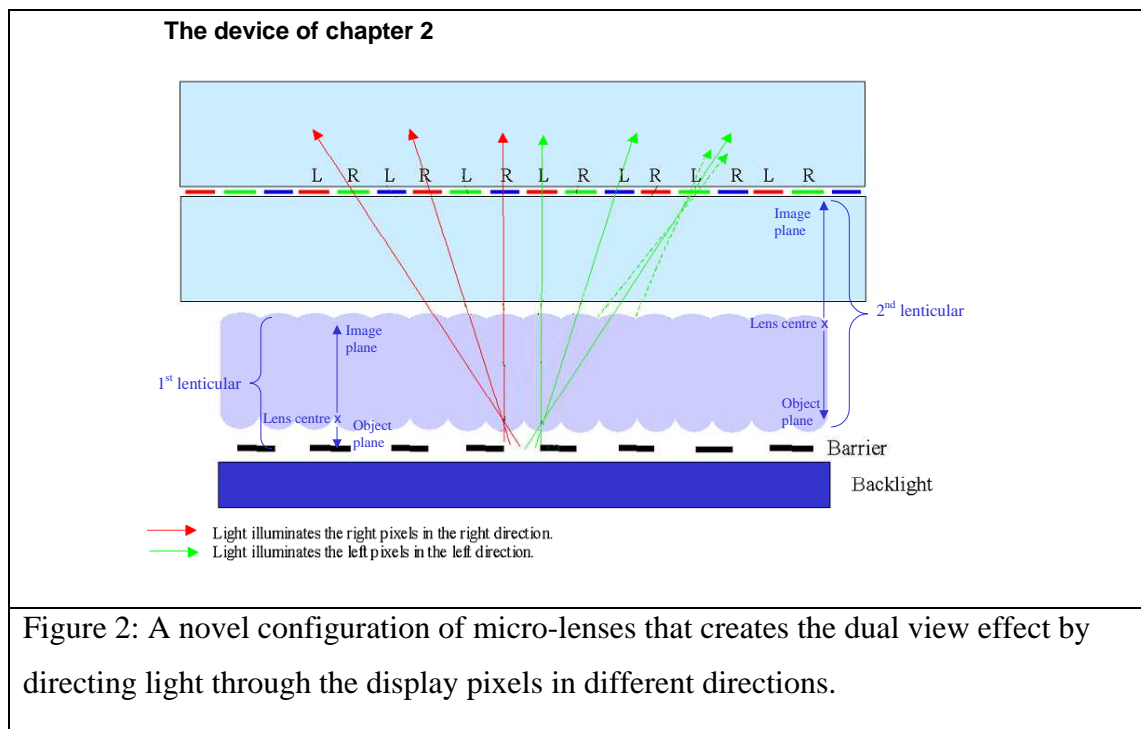 The device of chapter 2
L R L R L R L R L R L R L R
Image
plane
2nd lenticular
Lens centre x
Image
plane
1st lenticular
Object
plane
Lens centre x
Object
plane
Barrier
Backlight
Light illuminates the right pixels in the right direction.
Light illuminates the left pixels in the left direction.
Figure 2: A novel configuration of micro-lenses that creates the dual view effect by
directing light through the display pixels in different directions.